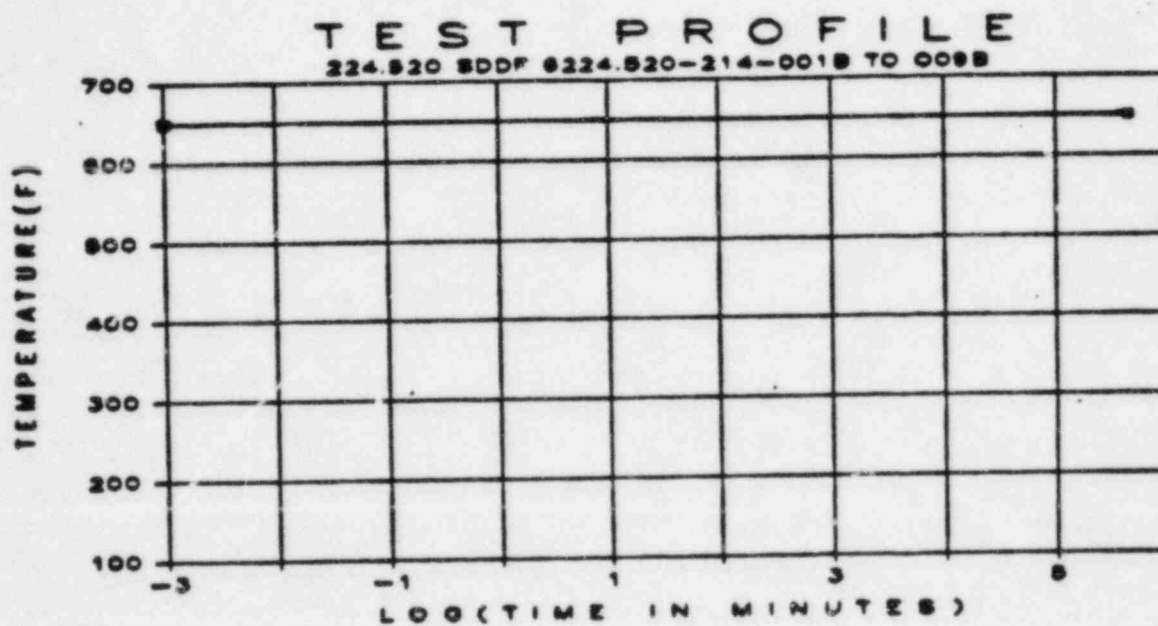 TEST PROFILE
224.520 SDDF 6224.520-214-001B TO 008B
TEMPERATURE(F)
700
600
500
400
300
200
100
-3 -1 1 3 5
LOG(TIME IN MINUTES)